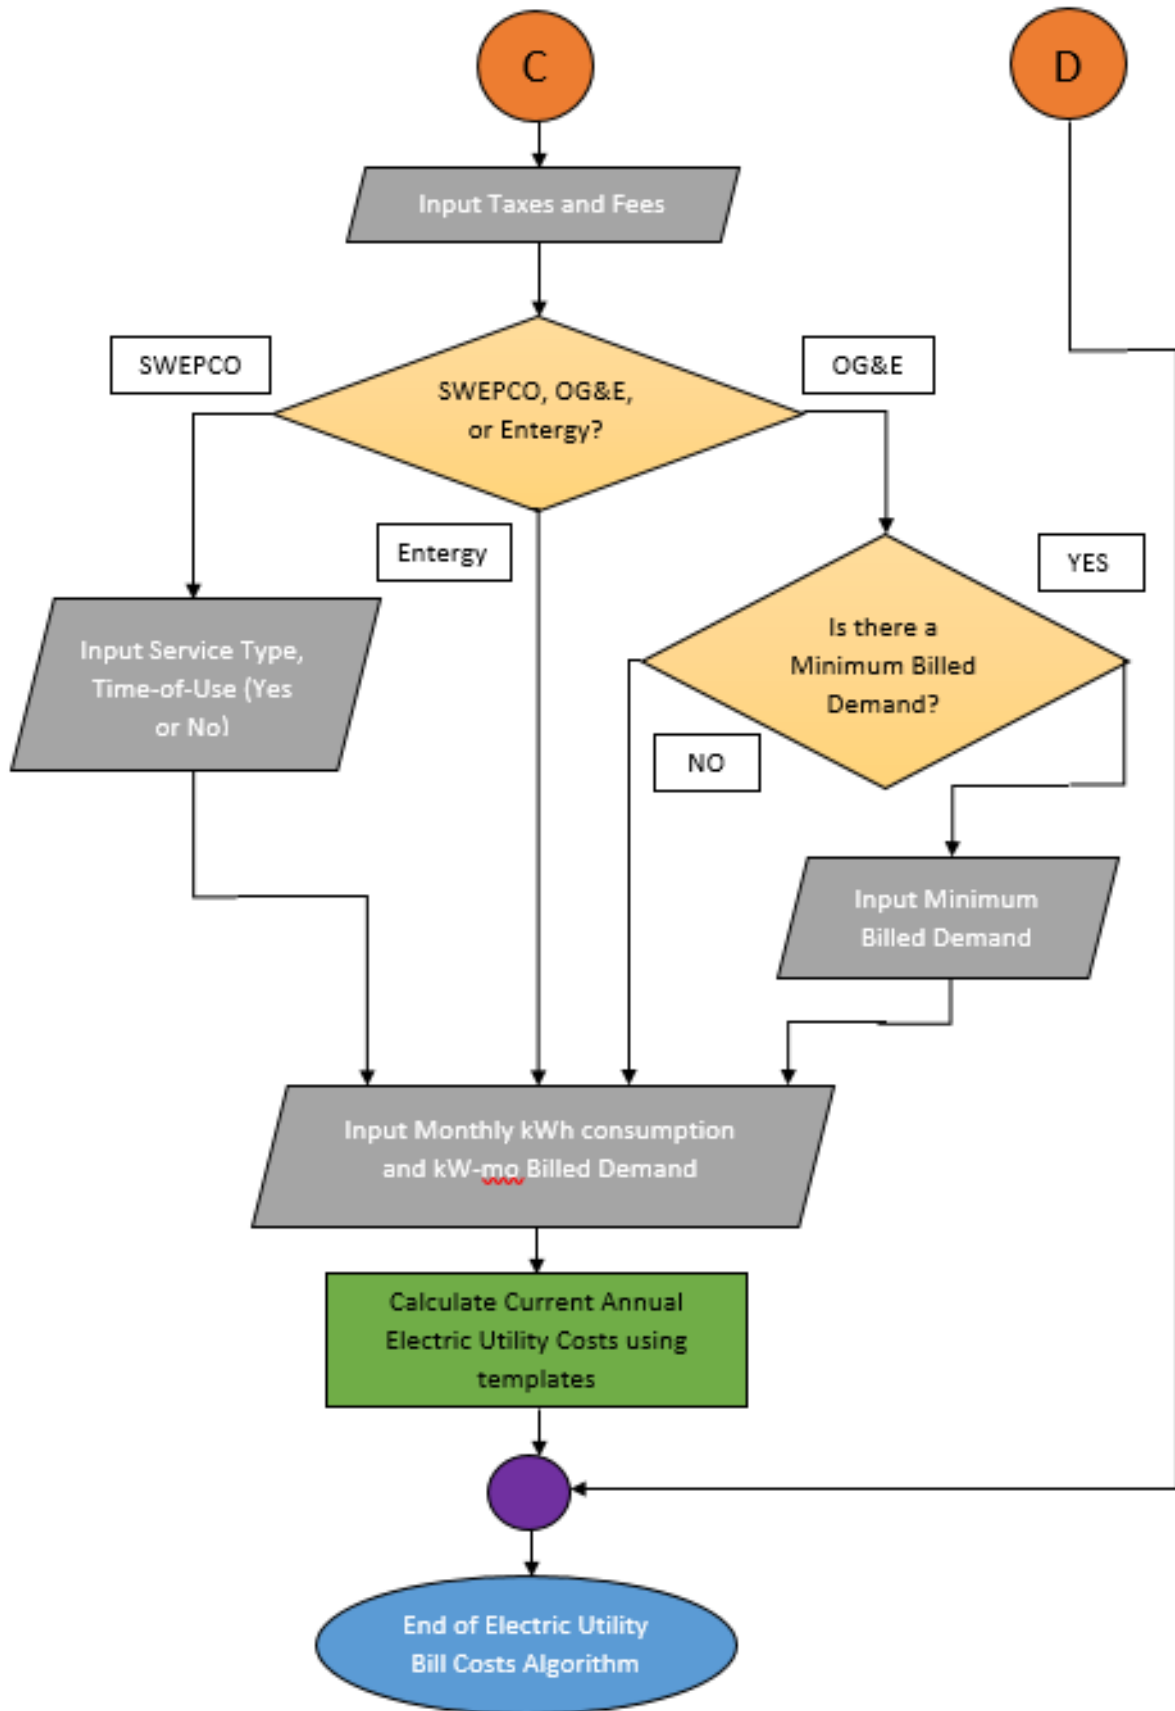 C
D
Input Taxes and Fees
SWEPCO
OG&E
SWEPCO, OG&E,
or Entergy?
Entergy
YES
Is there a
Minimum Billed
Demand?
Input Service Type,
Time-of-Use (Yes
or No)
NO
Input Minimum
Billed Demand
Input Monthly kWh consumption
and kW-mo Billed Demand
Calculate Current Annual
Electric Utility Costs using
templates
End of Electric Utility
Bill Costs Algorithm